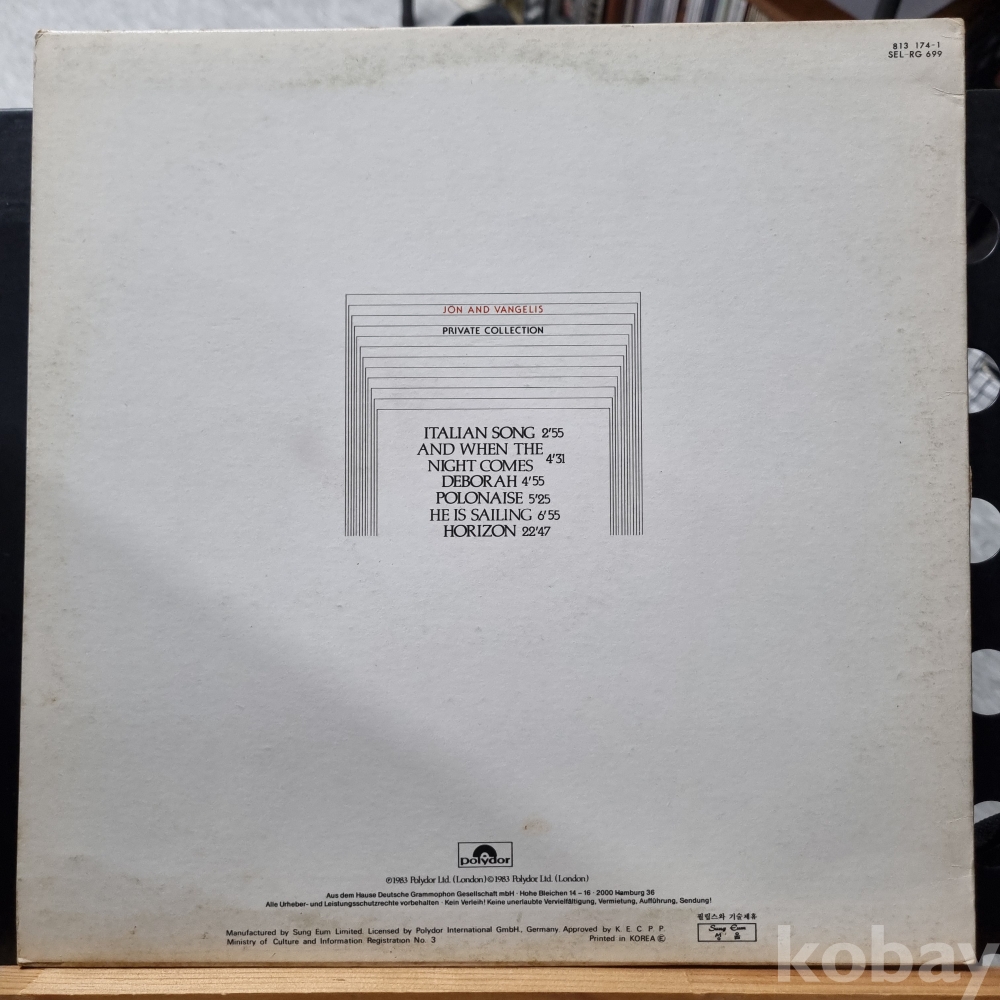 813 174-1
SEL-RG 699
JON AND VANGELIS
PRIVATE COLLECTION
ITALIAN SONG 2'55
AND WHEN THE
NIGHT COMES 4'31
DEBORAH 4'55
POLONAISE 5'25
HE IS SAILING 6'55
HORIZON 22'47
polydor
℗1983 Polydor Ltd. (London)©1983 Polydor Ltd. (London)
Aus dem Hause Deutsche Grammophon Gesellschaft mbH · Hohe Bleichen 14 - 16 · 2000 Hamburg 36
Alle Urheber- und Leistungsschutzrechte vorbehalten · Kein Verleih! Keine unerlaubte Vervielfältigung, Vermietung, Aufführung, Sendung!
필립스와 기술제휴
Sung Eum
성 음
Manufactured by Sung Eum Limited. Licensed by Polydor International GmbH., Germany. Approved by K. E. C. P. P.
Ministry of Culture and Information Registration No. 3
Printed in KOREA Ⓔ
kobay